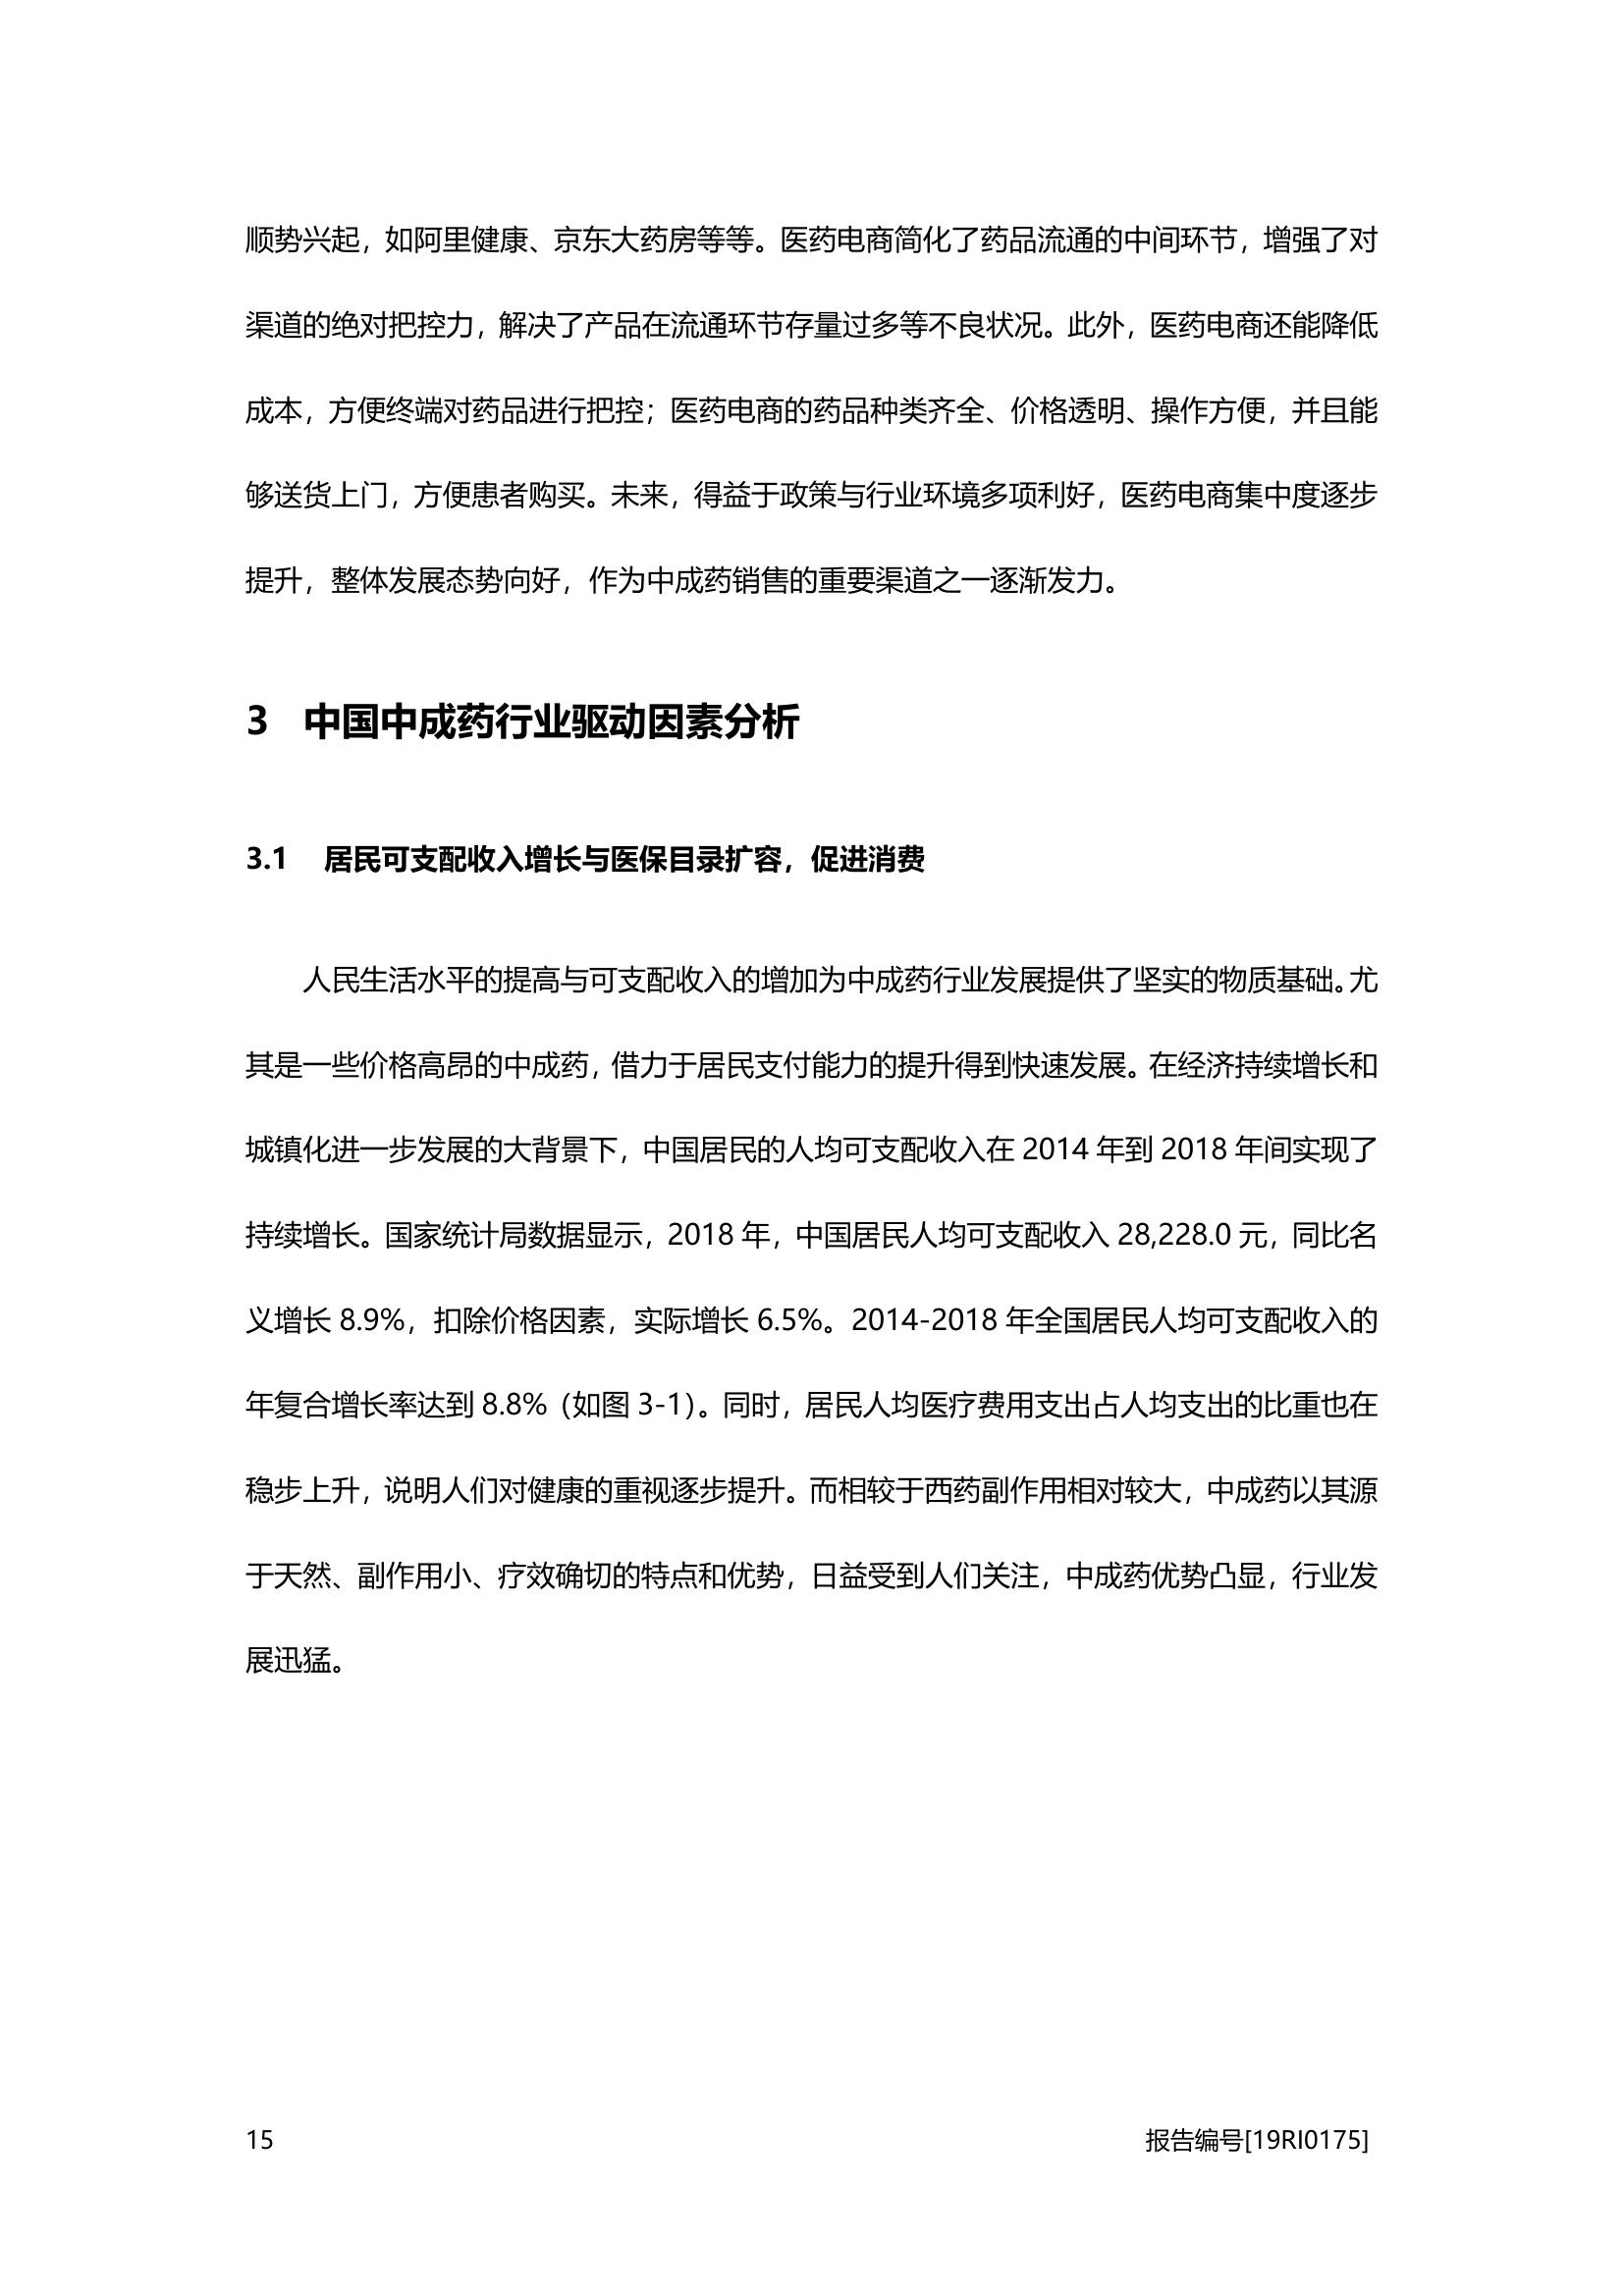 顺势兴起，如阿里健康、京东大药房等等。医药电商简化了药品流通的中间环节，增强了对
渠道的绝对把控力，解决了产品在流通环节存量过多等不良状况。此外，医药电商还能降低
成本，方便终端对药品进行把控；医药电商的药品种类齐全、价格透明、操作方便，并且能
够送货上门，方便患者购买。未来，得益于政策与行业环境多项利好，医药电商集中度逐步
提升，整体发展态势向好，作为中成药销售的重要渠道之一逐渐发力。
3 中国中成药行业驱动因素分析
3.1 居民可支配收入增长与医保目录扩容，促进消费
人民生活水平的提高与可支配收入的增加为中成药行业发展提供了坚实的物质基础。尤
其是一些价格高昂的中成药，借力于居民支付能力的提升得到快速发展。在经济持续增长和
城镇化进一步发展的大背景下，中国居民的人均可支配收入在 2014 年到 2018 年间实现了
持续增长。国家统计局数据显示，2018 年，中国居民人均可支配收入 28,228.0 元，同比名
义增长 8.9%，扣除价格因素，实际增长 6.5%。2014-2018 年全国居民人均可支配收入的
年复合增长率达到 8.8%（如图 3-1）。同时，居民人均医疗费用支出占人均支出的比重也在
稳步上升，说明人们对健康的重视逐步提升。而相较于西药副作用相对较大，中成药以其源
于天然、副作用小、疗效确切的特点和优势，日益受到人们关注，中成药优势凸显，行业发
展迅猛。
15 报告编号[19RI0175]